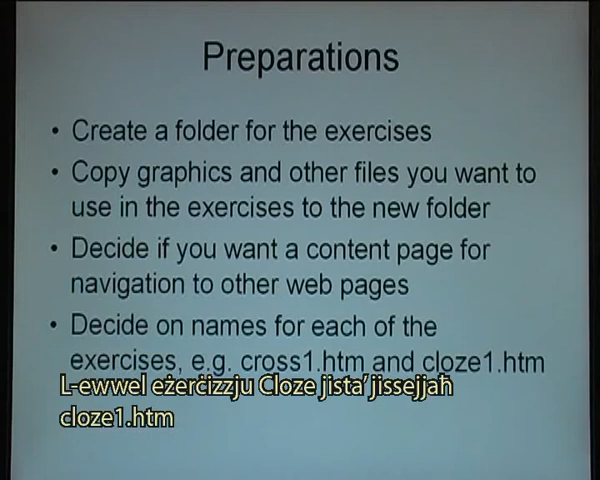 Preparations
• Create a folder for the exercises
• Copy graphics and other files you want to
use in the exercises to the new folder
• Decide if you want a content page for
navigation to other web pages
• Decide on names for each of the
exercises, e.g. cross1.htm and cloze1.htm
L-ewwel eżerċizzju Cloze jista' jissejjaħ
cloze1.htm